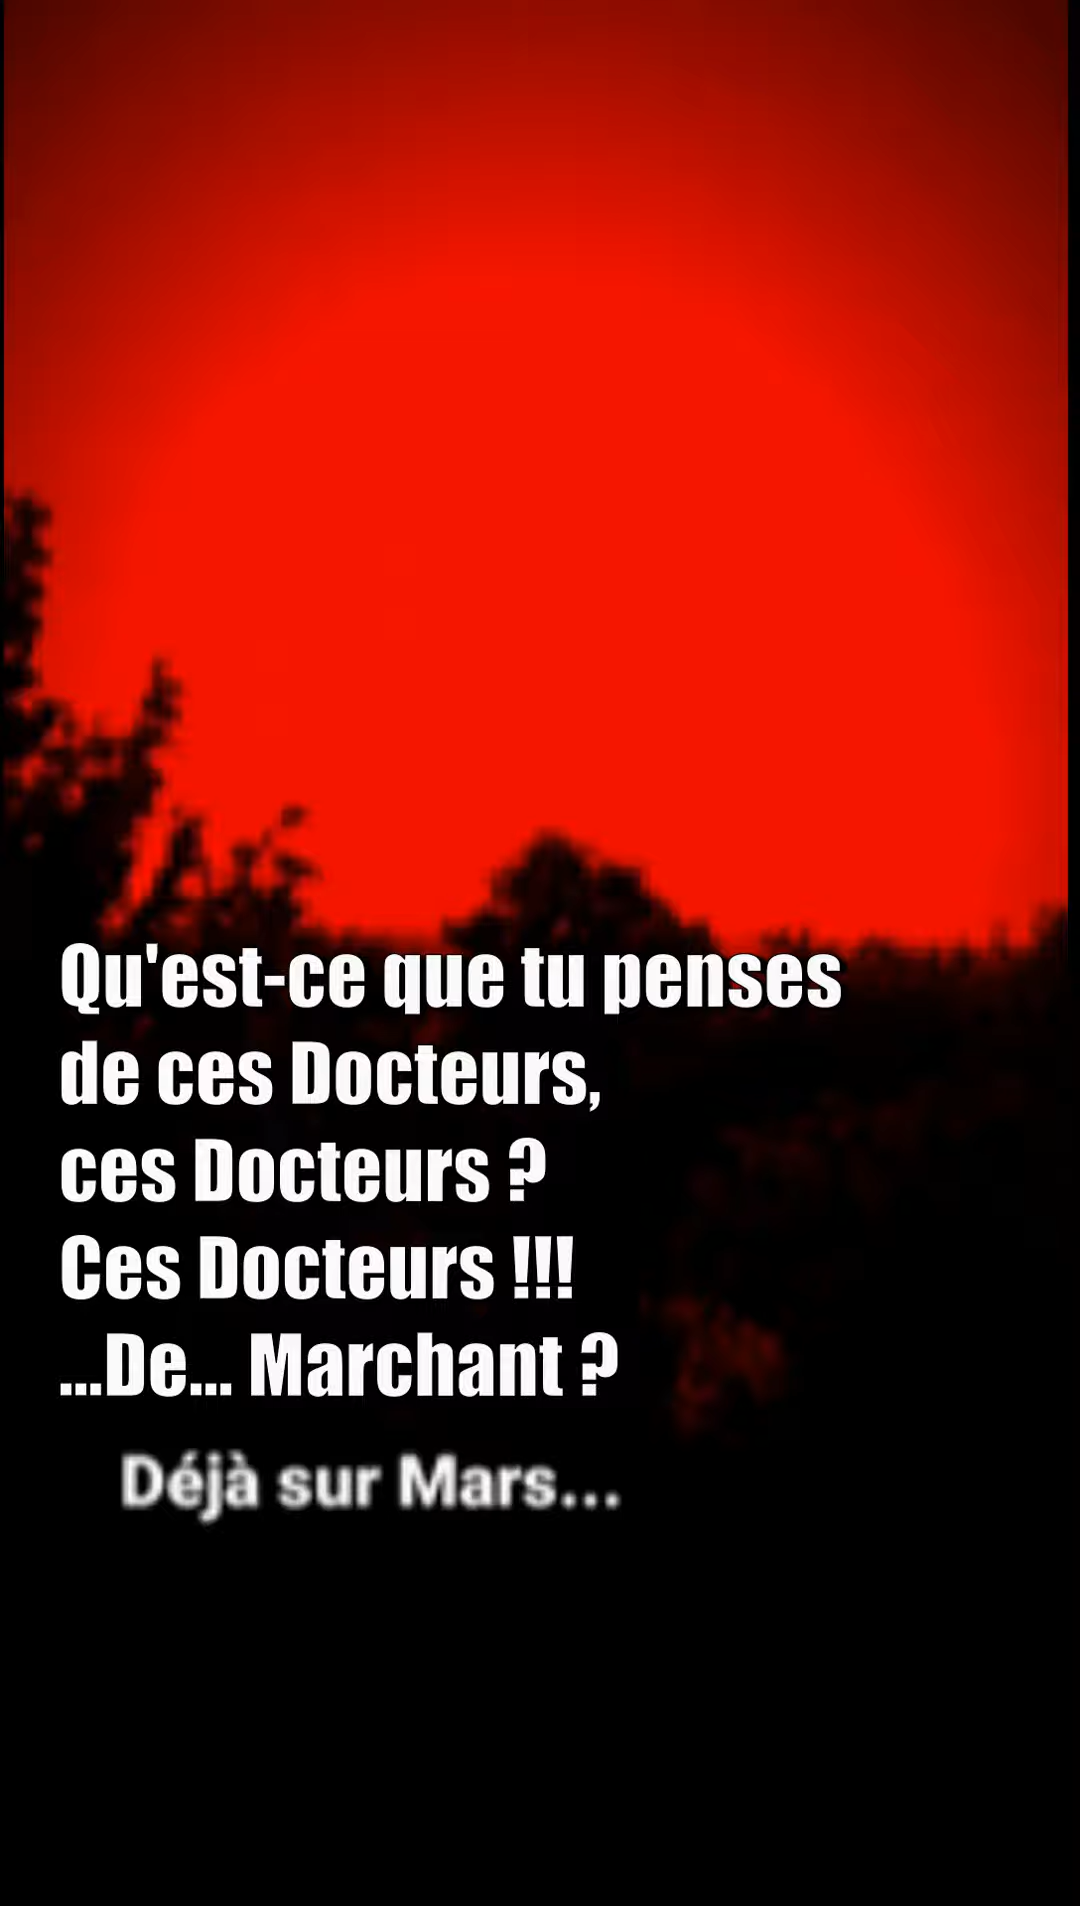 Qu'est-ce que tu penses
de ces Docteurs,
ces Docteurs ?
Ces Docteurs !!!
...De... Marchant ?
Déjà sur Mars...